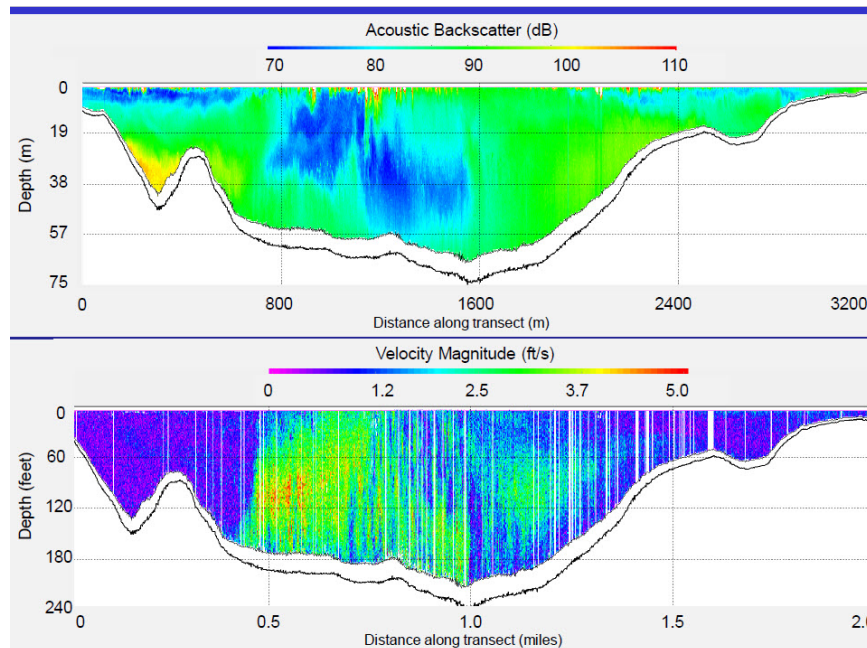 Acoustic Backscatter (dB)
70 80 90 100 110
Depth (m)
0
19
38
57
75
0 800 1600 2400 3200
Distance along transect (m)
Velocity Magnitude (ft/s)
0 1.2 2.5 3.7 5.0
Depth (feet)
0
60
120
180
240
0 0.5 1.0 1.5 2.0
Distance along transect (miles)